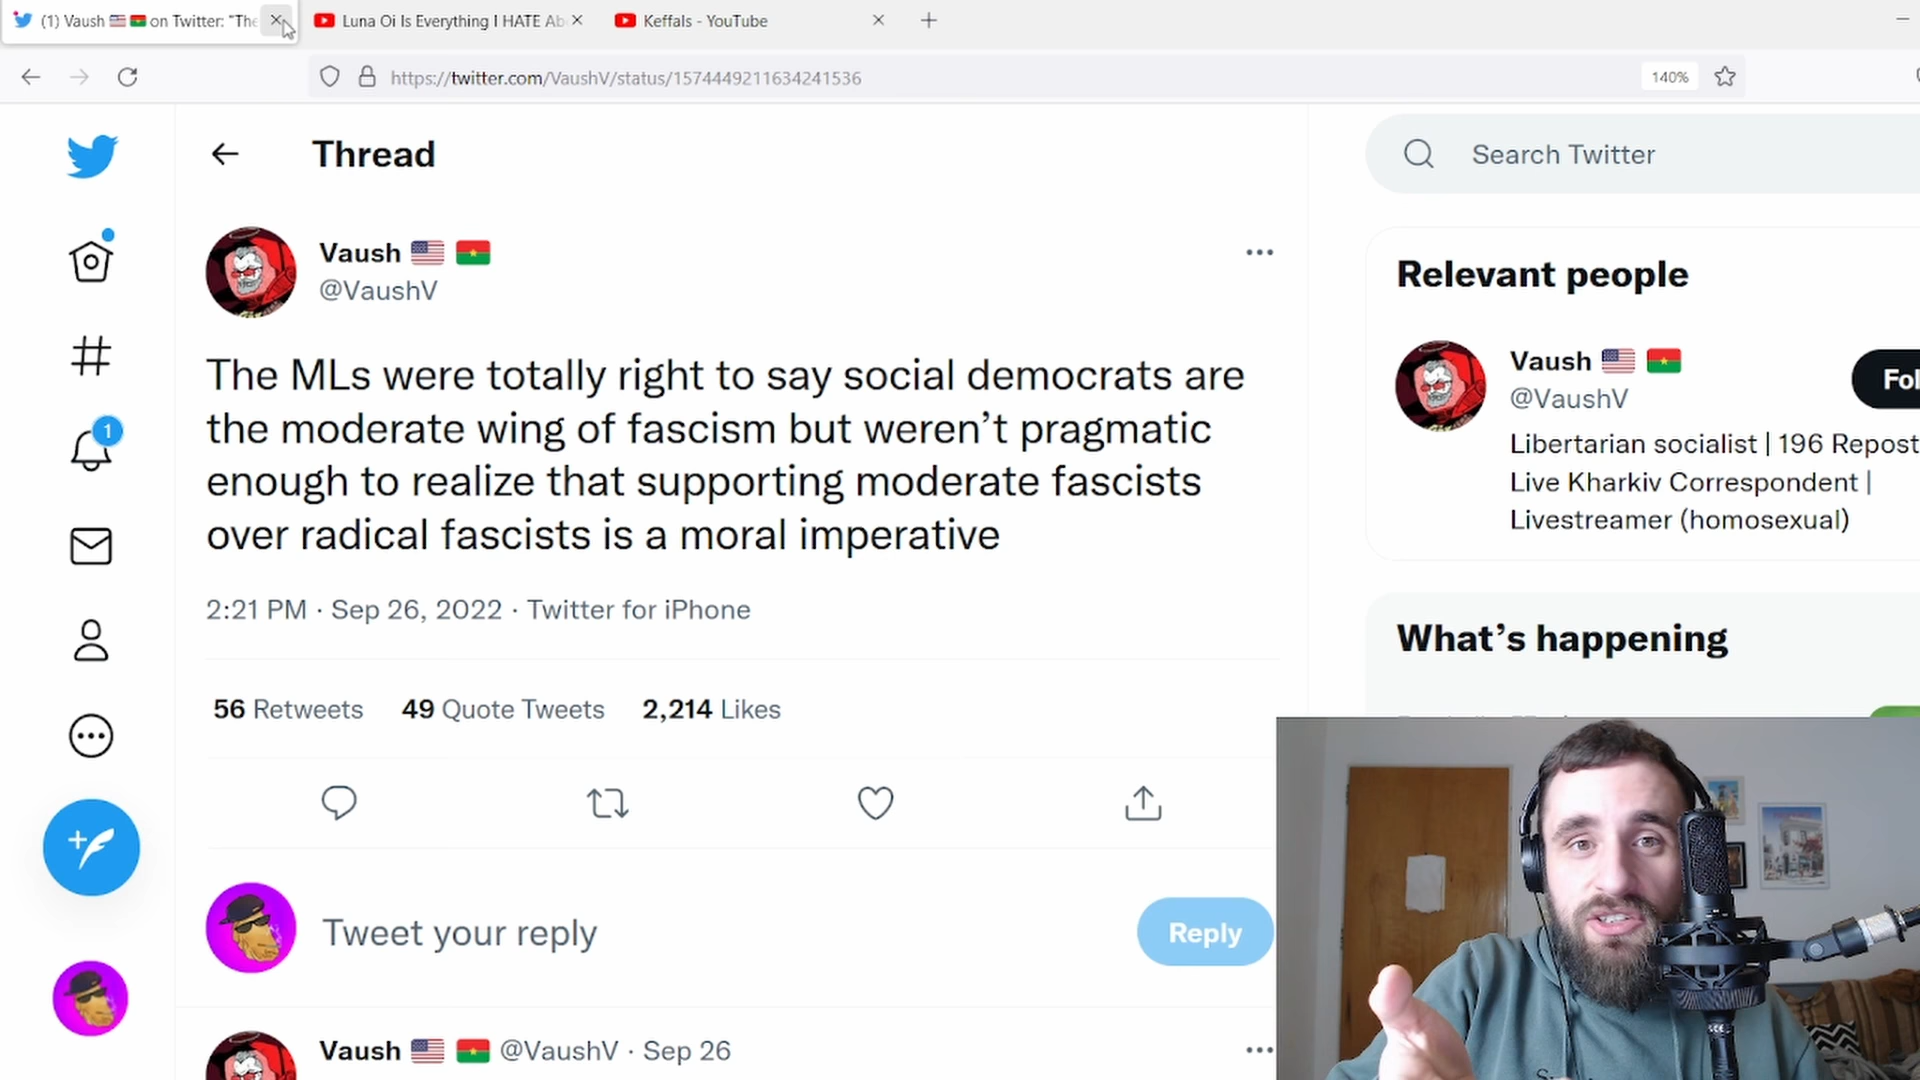 (1) Vaush 🇺🇸 🇧🇫 on Twitter: "The
Luna Oi Is Everything I HATE Ab
Keffals - YouTube
https://twitter.com/VaushV/status/1574449211634241536
140%
Thread
Search Twitter
Vaush 🇺🇸 🇧🇫
@VaushV
The MLs were totally right to say social democrats are
the moderate wing of fascism but weren’t pragmatic
enough to realize that supporting moderate fascists
over radical fascists is a moral imperative
2:21 PM · Sep 26, 2022 · Twitter for iPhone
56 Retweets 49 Quote Tweets 2,214 Likes
Tweet your reply
Reply
Vaush 🇺🇸 🇧🇫 @VaushV · Sep 26
1
Relevant people
Vaush 🇺🇸 🇧🇫
@VaushV
Fol
Libertarian socialist | 196 Repost
Live Kharkiv Correspondent |
Livestreamer (homosexual)
What’s happening